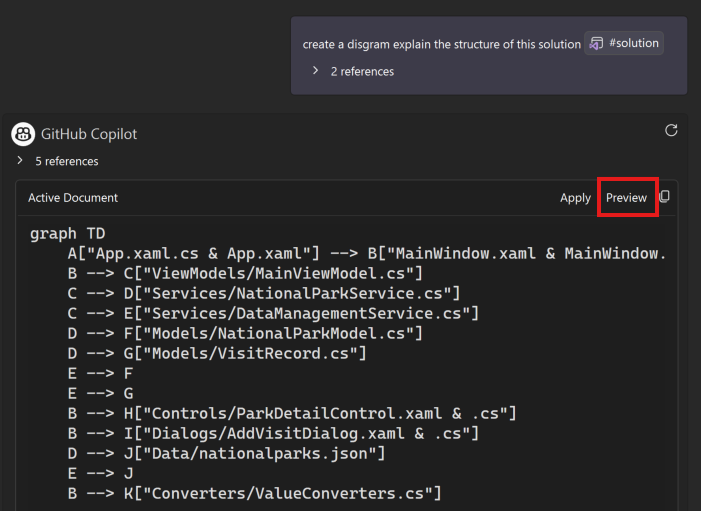 create a disgram explain the structure of this solution #solution
2 references
GitHub Copilot
5 references
Active Document Apply Preview
graph TD
A["App.xaml.cs & App.xaml"] --> B["MainWindow.xaml & MainWindow.
B --> C["ViewModels/MainViewModel.cs"]
C --> D["Services/NationalParkService.cs"]
C --> E["Services/DataManagementService.cs"]
D --> F["Models/NationalParkModel.cs"]
D --> G["Models/VisitRecord.cs"]
E --> F
E --> G
B --> H["Controls/ParkDetailControl.xaml & .cs"]
B --> I["Dialogs/AddVisitDialog.xaml & .cs"]
D --> J["Data/nationalparks.json"]
E --> J
B --> K["Converters/ValueConverters.cs"]